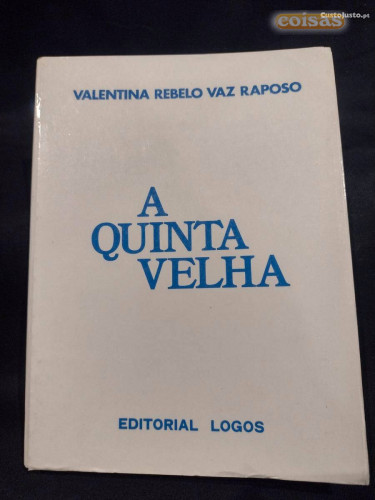 coisas
CustoJusto.pt
VALENTINA REBELO VAZ RAPOSO
A
QUINTA
VELHA
EDITORIAL LOGOS